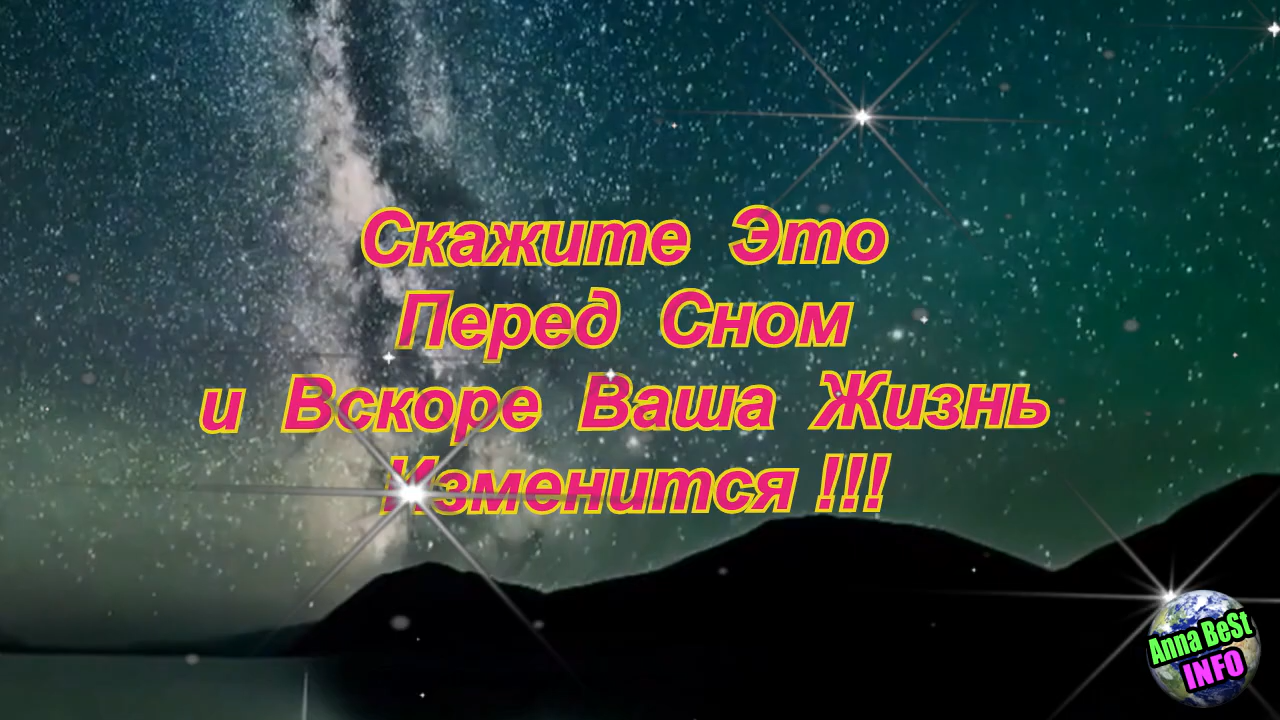 Скажите Это
Перед Сном
и Вскоре Ваша Жизнь
Изменится !!!
Anna BeSt
INFO